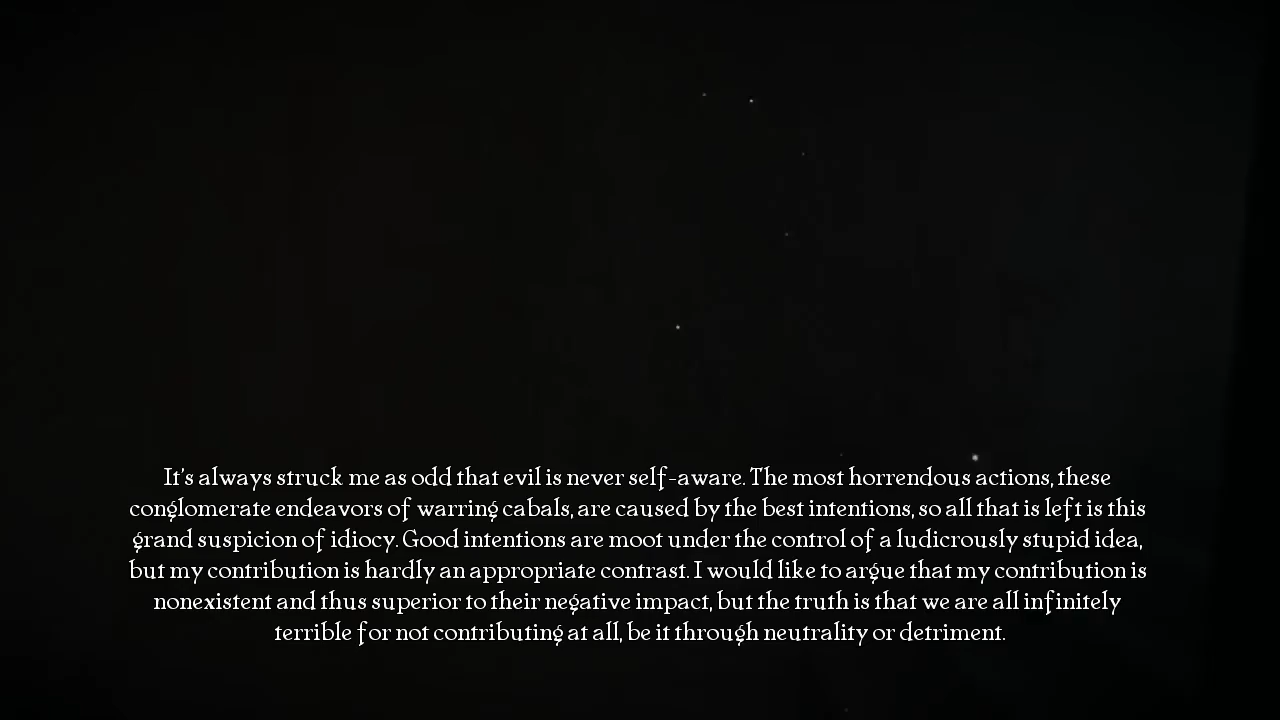 It's always struck me as odd that evil is never self-aware. The most horrendous actions, these
conglomerate endeavors of warring cabals, are caused by the best intentions, so all that is left is this
grand suspicion of idiocy. Good intentions are moot under the control of a ludicrously stupid idea,
but my contribution is hardly an appropriate contrast. I would like to argue that my contribution is
nonexistent and thus superior to their negative impact, but the truth is that we are all infinitely
terrible for not contributing at all, be it through neutrality or detriment.